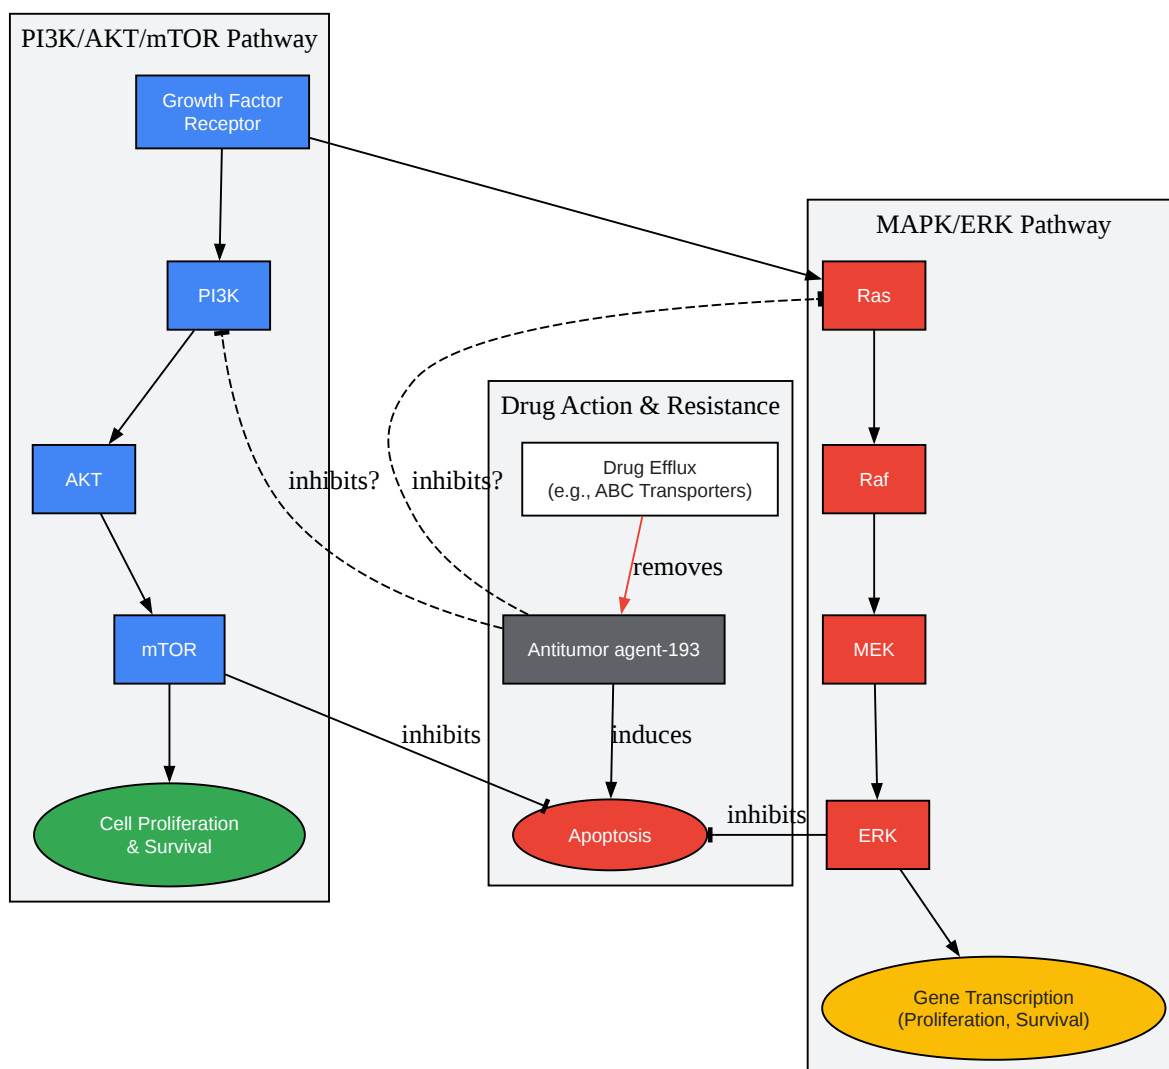 PI3K/AKT/mTOR Pathway
Growth Factor
Receptor
PI3K
AKT
mTOR
Cell Proliferation
& Survival
inhibits?
inhibits?
inhibits
Drug Action & Resistance
Drug Efflux
(e.g., ABC Transporters)
removes
Antitumor agent-193
induces
Apoptosis
inhibits
MAPK/ERK Pathway
Ras
Raf
MEK
ERK
Gene Transcription
(Proliferation, Survival)